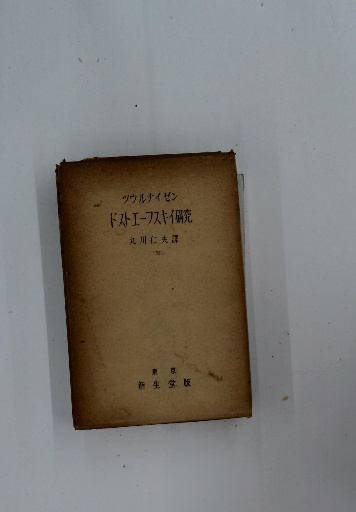 ツウルナイゼン
ドストエーフスキイ研究
丸川仁夫譯
東京
新生堂版